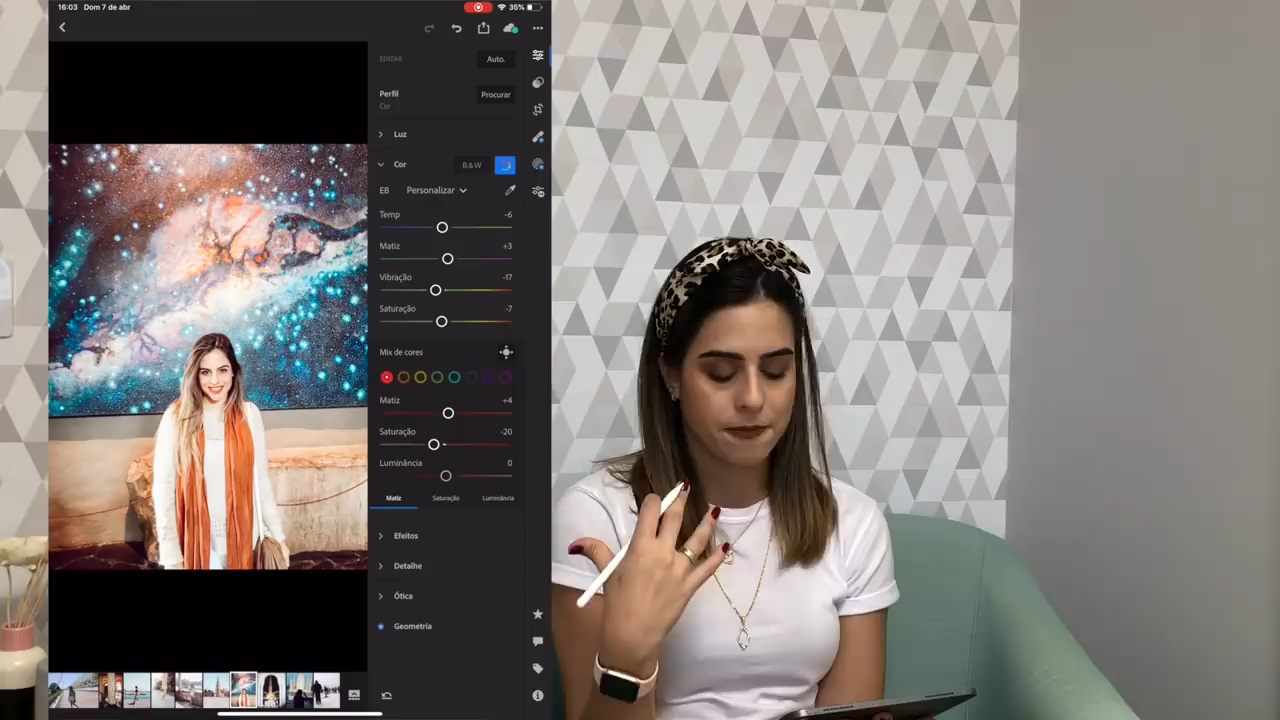 16:03 Dom 7 de abr
35%
EDITAR
Auto.
Perfil
Cor
Procurar
Luz
Cor
B&W
EB
Personalizar
Temp
-6
Matiz
+3
Vibração
-17
Saturação
-7
Mix de cores
Matiz
+4
Saturação
-20
Luminância
0
Matiz
Saturação
Luminância
Efeitos
Detalhe
Ótica
Geometria